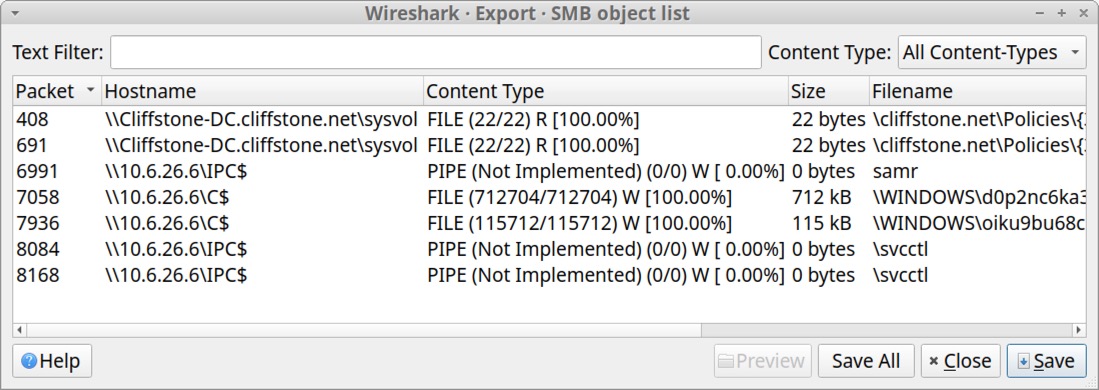 Wireshark · Export · SMB object list
Text Filter: Content Type: All Content-Types
Packet Hostname Content Type Size Filename
408 \\Cliffstone-DC.cliffstone.net\sysvol FILE (22/22) R [100.00%] 22 bytes \cliffstone.net\Policies\{
691 \\Cliffstone-DC.cliffstone.net\sysvol FILE (22/22) R [100.00%] 22 bytes \cliffstone.net\Policies\{
6991 \\10.6.26.6\IPC$ PIPE (Not Implemented) (0/0) W [ 0.00%] 0 bytes samr
7058 \\10.6.26.6\C$ FILE (712704/712704) W [100.00%] 712 kB \WINDOWS\d0p2nc6ka3
7936 \\10.6.26.6\C$ FILE (115712/115712) W [100.00%] 115 kB \WINDOWS\oiku9bu68c
8084 \\10.6.26.6\IPC$ PIPE (Not Implemented) (0/0) W [ 0.00%] 0 bytes \svcctl
8168 \\10.6.26.6\IPC$ PIPE (Not Implemented) (0/0) W [ 0.00%] 0 bytes \svcctl
Help Preview Save All Close Save